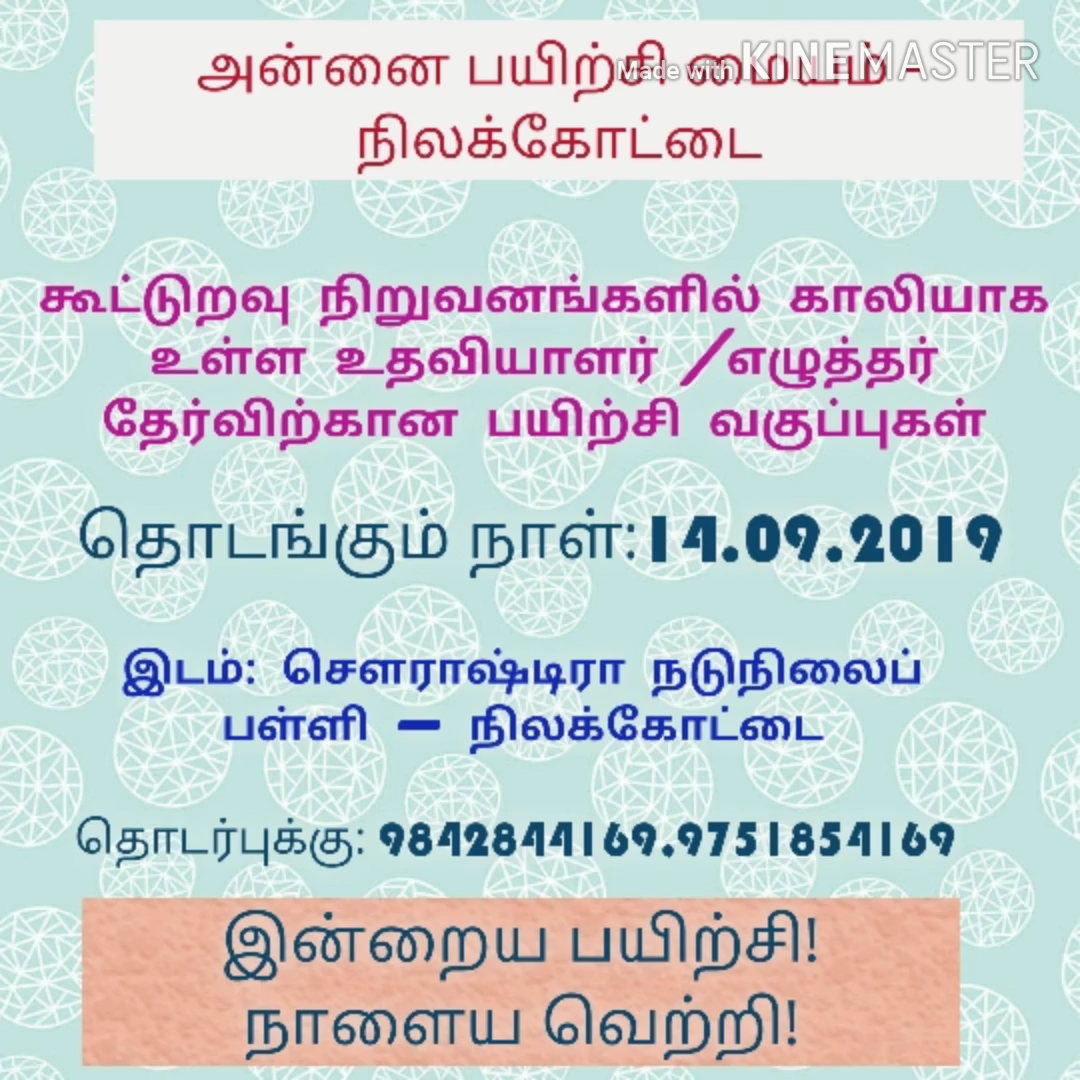 அன்னை பயிற்சி மையம் -
Made with KINEMASTER
நிலக்கோட்டை
கூட்டுறவு நிறுவனங்களில் காலியாக
உள்ள உதவியாளர் /எழுத்தர்
தேர்விற்கான பயிற்சி வகுப்புகள்
தொடங்கும் நாள்:14.09.2019
இடம்: சௌராஷ்டிரா நடுநிலைப்
பள்ளி – நிலக்கோட்டை
தொடர்புக்கு: 9842844169.9751854169
இன்றைய பயிற்சி!
நாளைய வெற்றி!